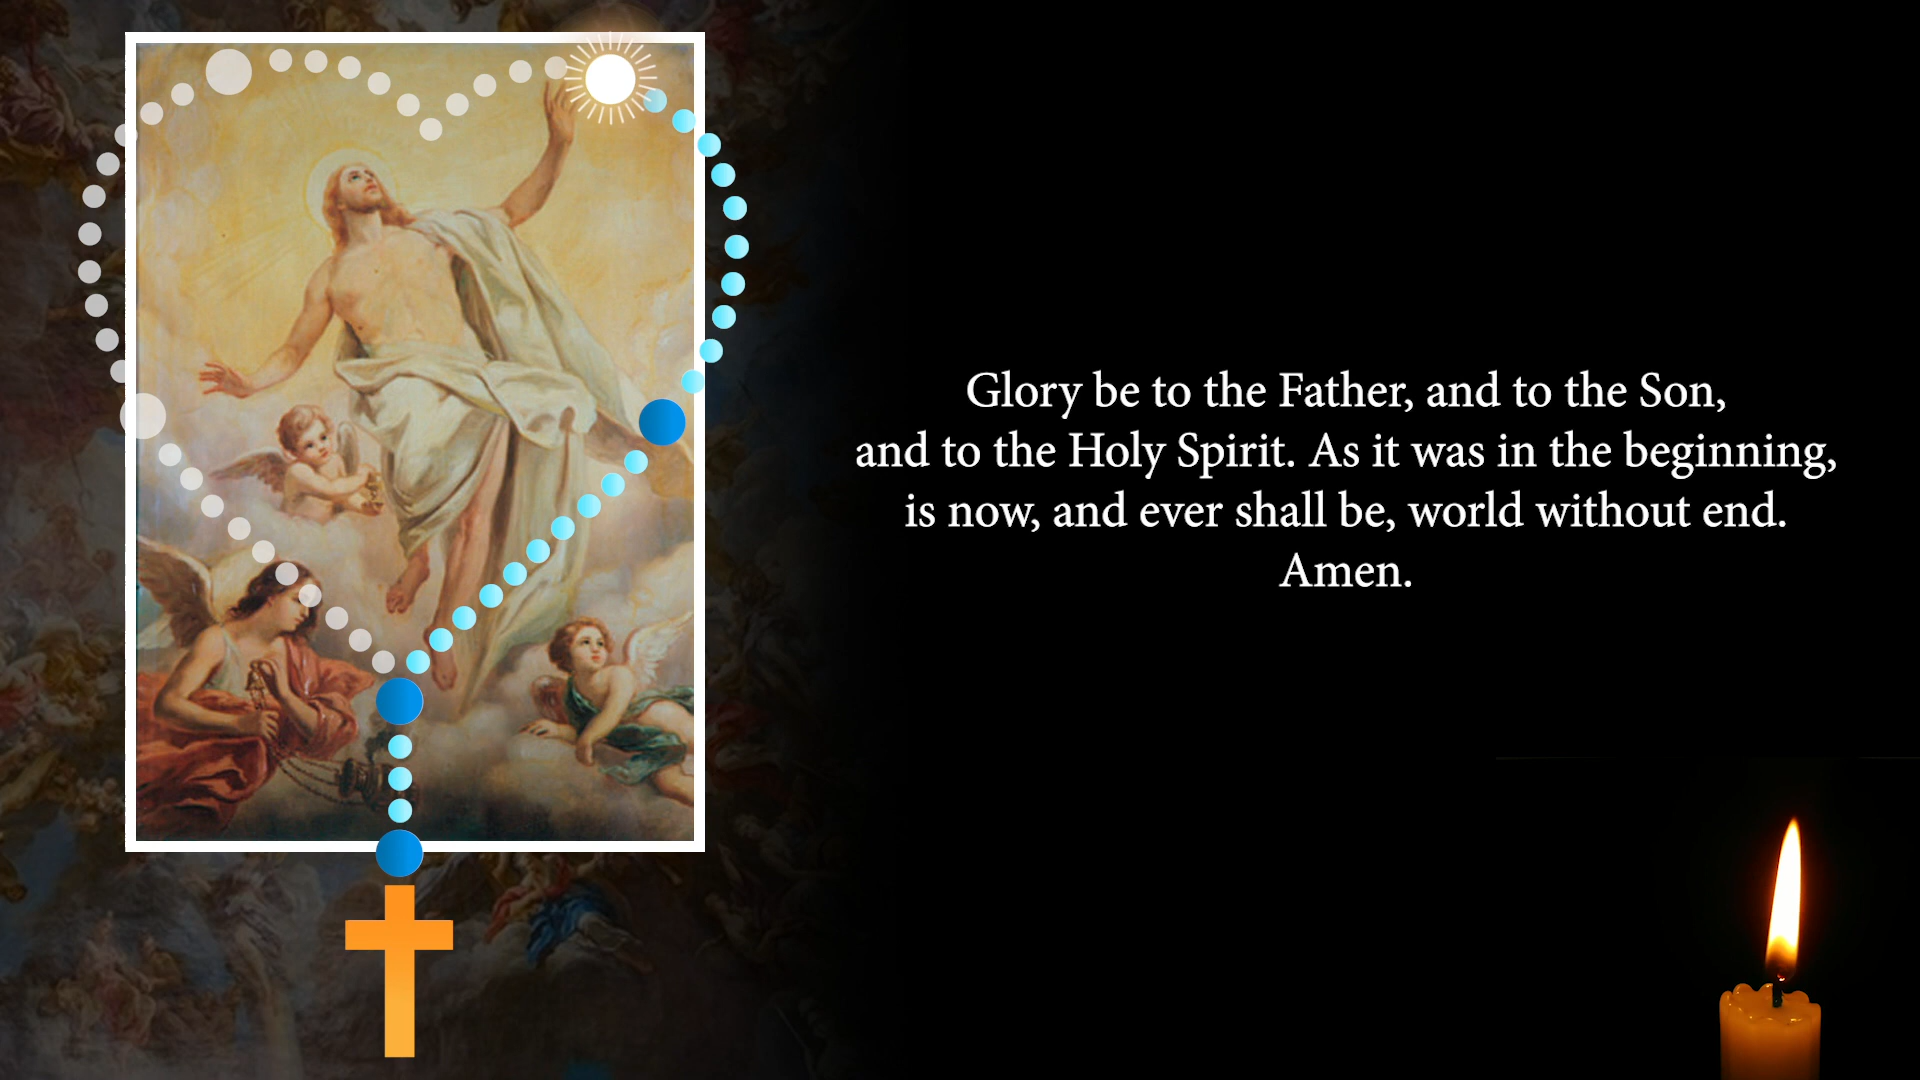 Glory be to the Father, and to the Son,
and to the Holy Spirit. As it was in the beginning,
is now, and ever shall be, world without end.
Amen.